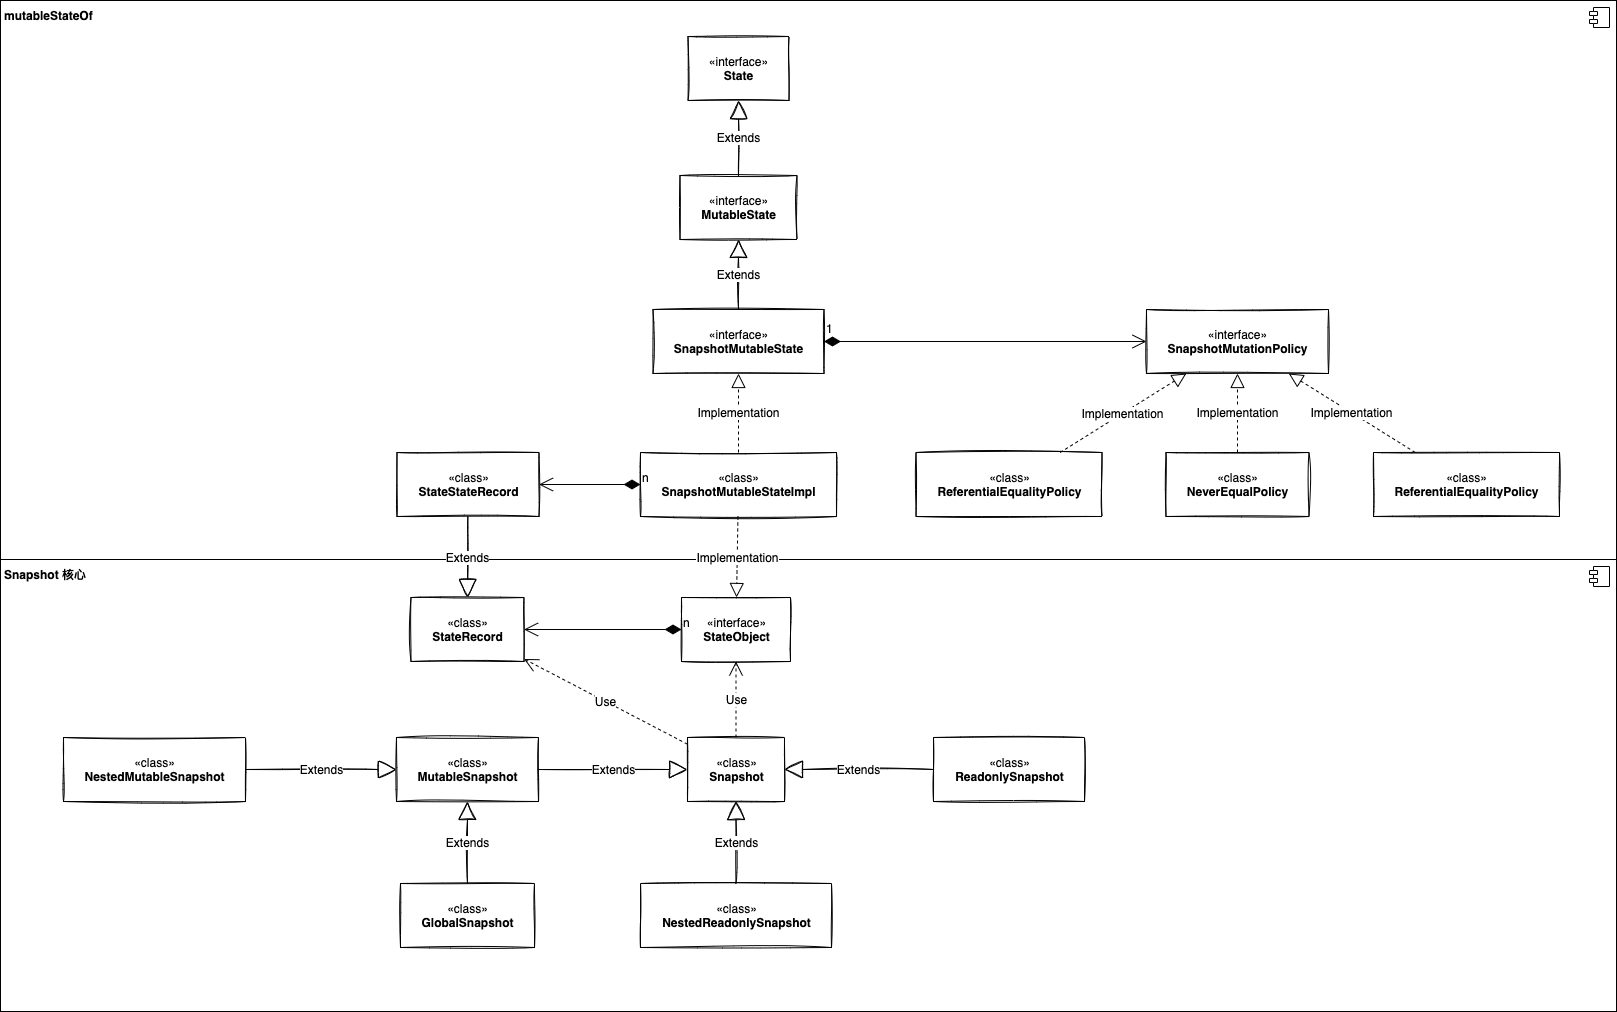 mutableStateOf
«interface»
State
Extends
«interface»
MutableState
Extends
«interface»
SnapshotMutableState
1
«interface»
SnapshotMutationPolicy
Implementation
Implementation
Implementation
Implementation
«class»
StateStateRecord
n
«class»
SnapshotMutableStateImpl
«class»
ReferentialEqualityPolicy
«class»
NeverEqualPolicy
«class»
ReferentialEqualityPolicy
Extends
Implementation
Snapshot 核心
«class»
StateRecord
n
«interface»
StateObject
Use
Use
«class»
NestedMutableSnapshot
Extends
«class»
MutableSnapshot
Extends
«class»
Snapshot
Extends
«class»
ReadonlySnapshot
Extends
Extends
«class»
GlobalSnapshot
«class»
NestedReadonlySnapshot